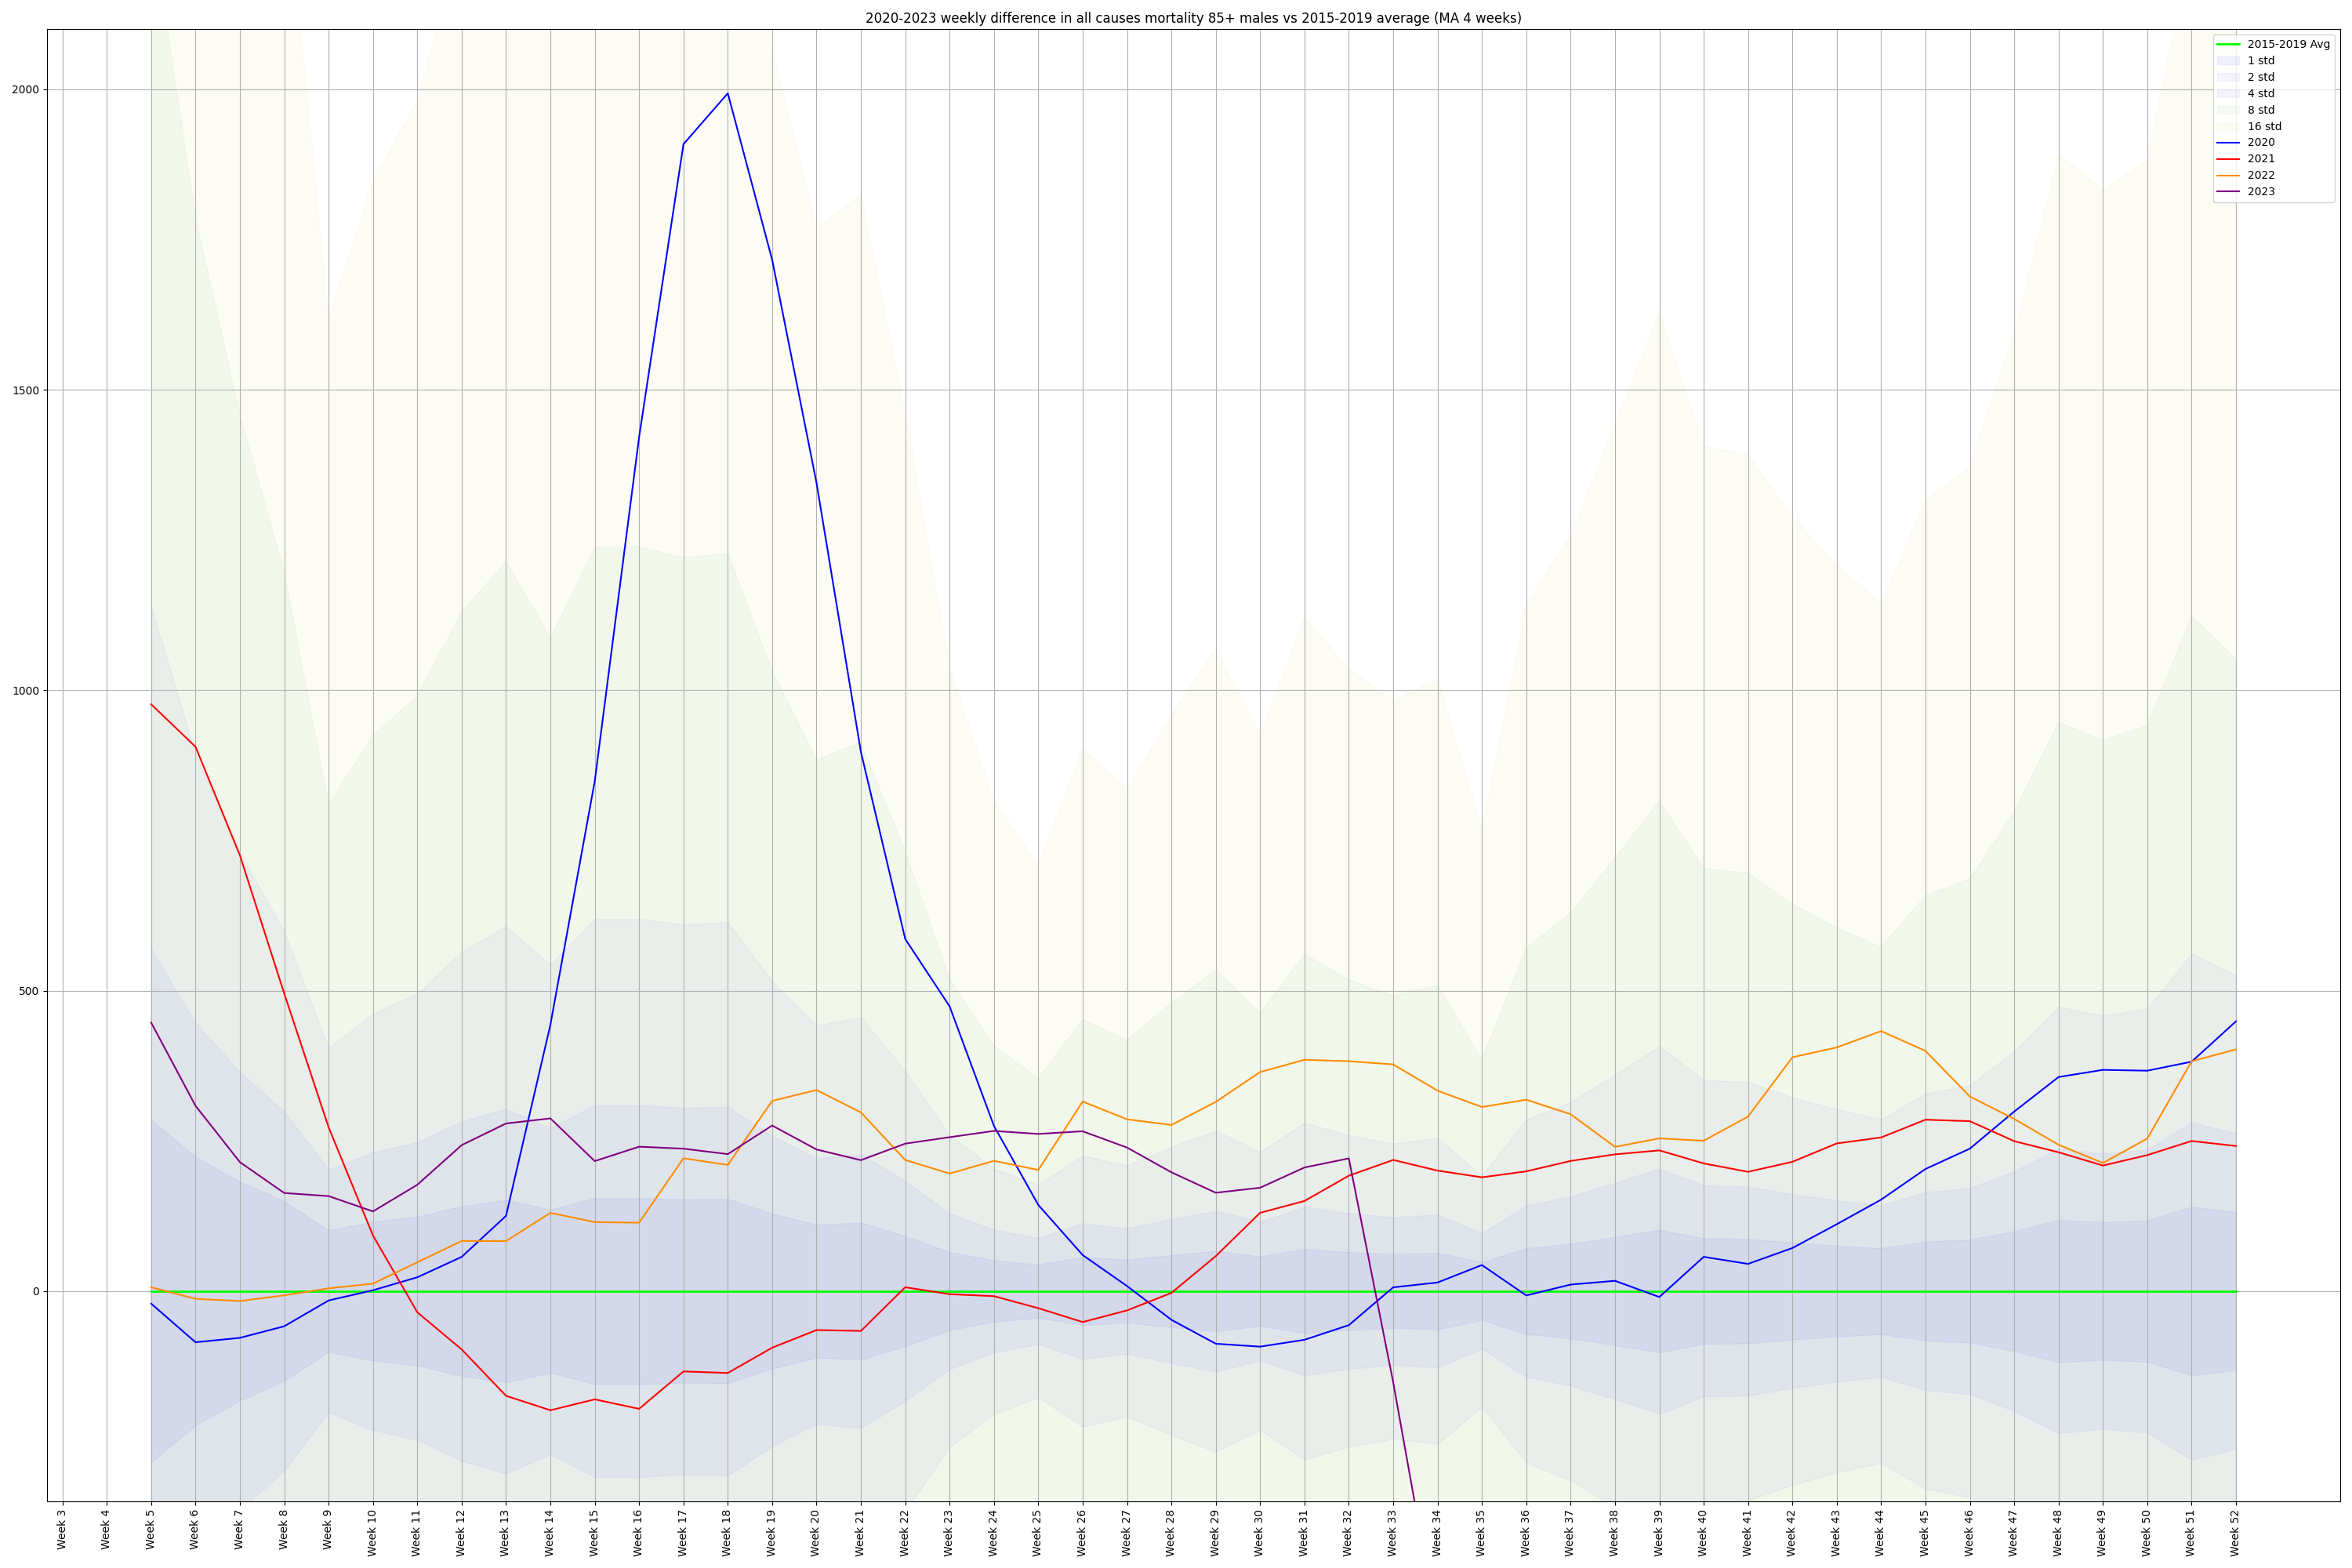 2020-2023 weekly difference in all causes mortality 85+ males vs 2015-2019 average (MA 4 weeks)
2015-2019 Avg
1 std
2 std
4 std
8 std
16 std
2020
2021
2022
2023
2000
1500
1000
500
0
Week 3
Week 4
Week 5
Week 6
Week 7
Week 8
Week 9
Week 10
Week 11
Week 12
Week 13
Week 14
Week 15
Week 16
Week 17
Week 18
Week 19
Week 20
Week 21
Week 22
Week 23
Week 24
Week 25
Week 26
Week 27
Week 28
Week 29
Week 30
Week 31
Week 32
Week 33
Week 34
Week 35
Week 36
Week 37
Week 38
Week 39
Week 40
Week 41
Week 42
Week 43
Week 44
Week 45
Week 46
Week 47
Week 48
Week 49
Week 50
Week 51
Week 52